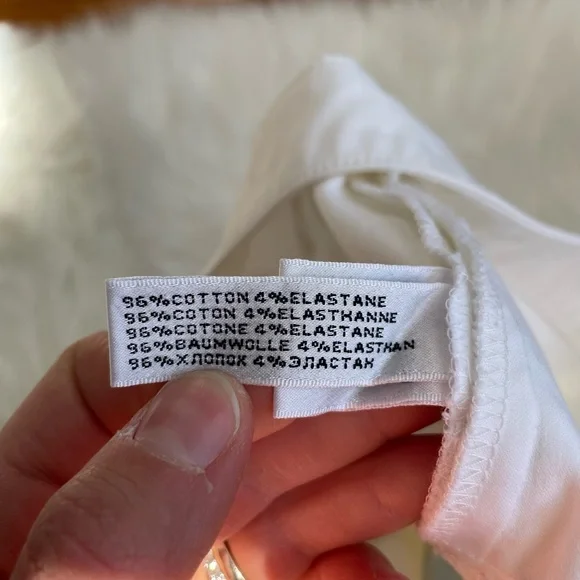 96%COTTON 4%ELASTANE
96%COTON 4%ELASTHANNE
96%COTONE 4%ELASTANE
96%BAUMWOLLE 4%ELASTHAN
96%ХЛОПОК 4%ЭЛАСТАН